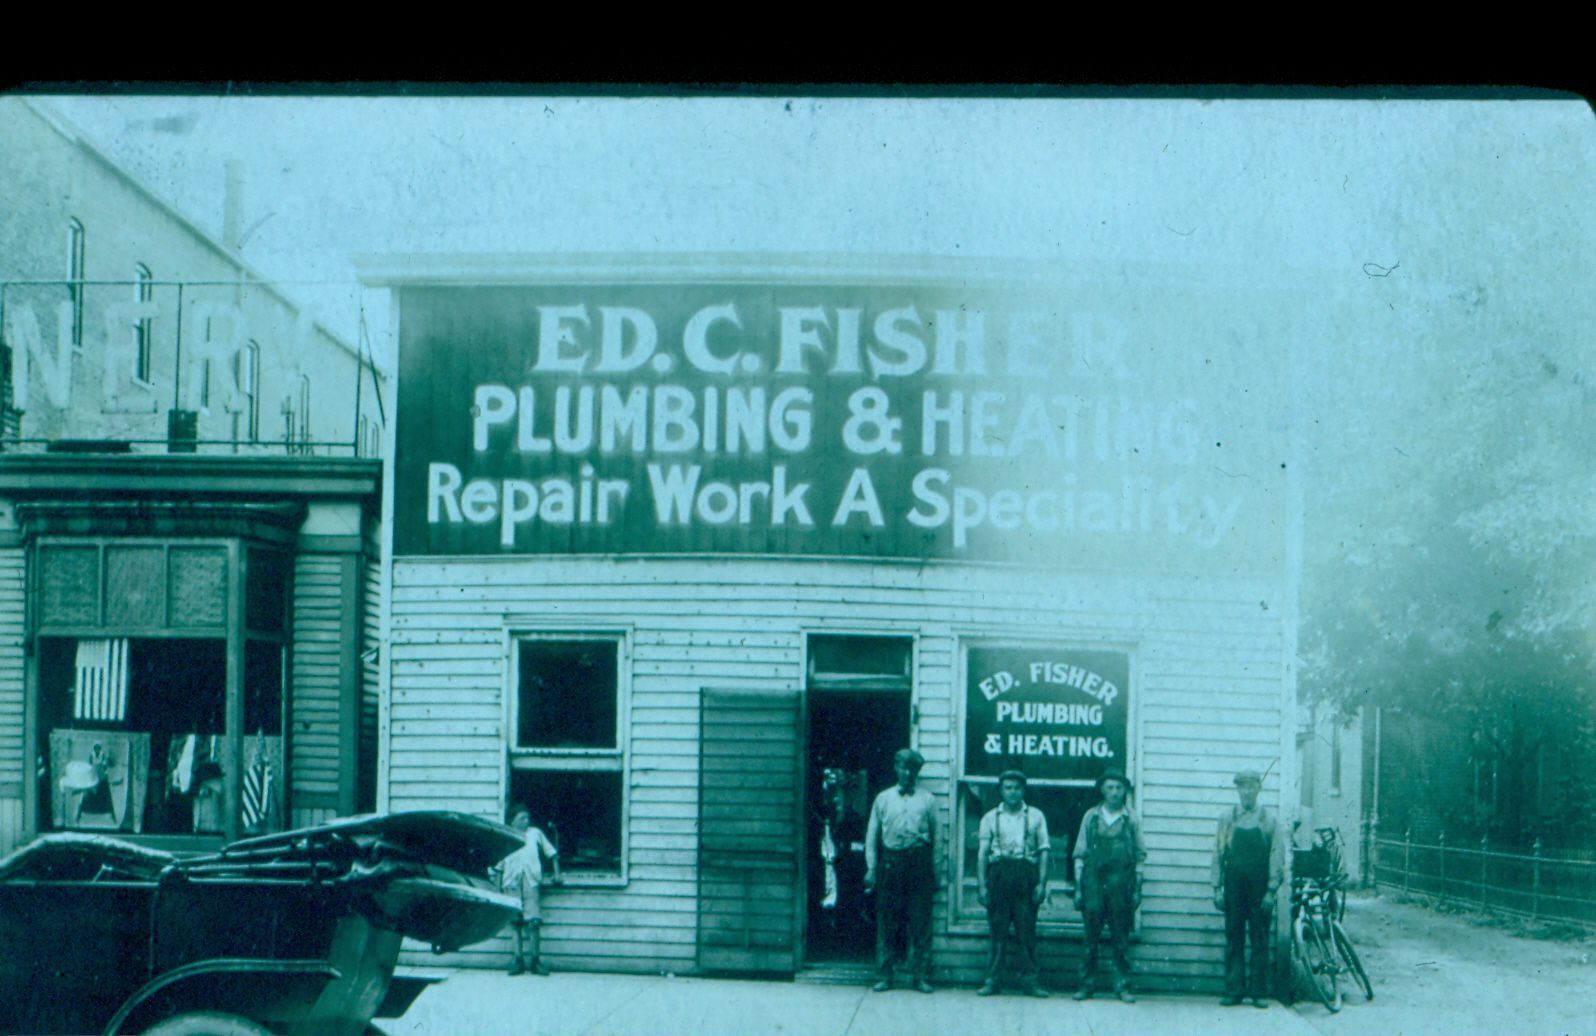 ED. C. FISHER
PLUMBING & HEATING
Repair Work A Speciality
ED. FISHER
PLUMBING
& HEATING.